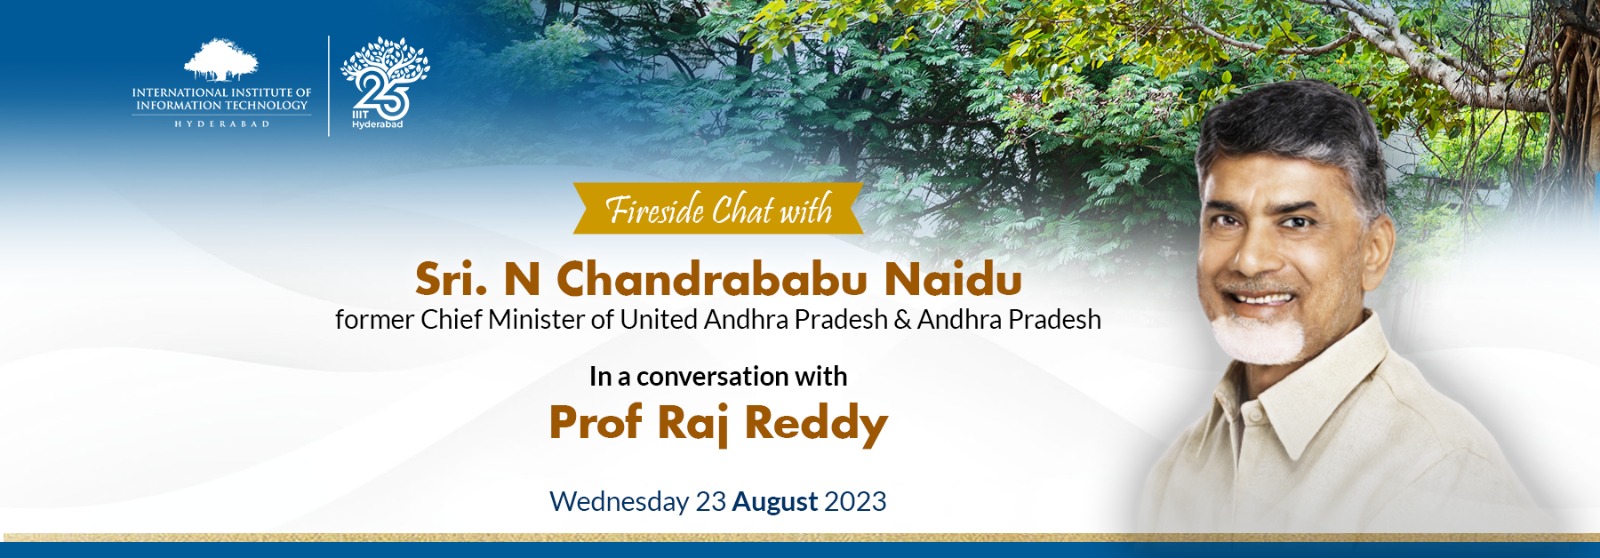 INTERNATIONAL INSTITUTE OF
INFORMATION TECHNOLOGY
HYDERABAD
25
IIIT
Hyderabad
Fireside Chat with
Sri. N Chandrababu Naidu
former Chief Minister of United Andhra Pradesh & Andhra Pradesh
In a conversation with
Prof Raj Reddy
Wednesday 23 August 2023